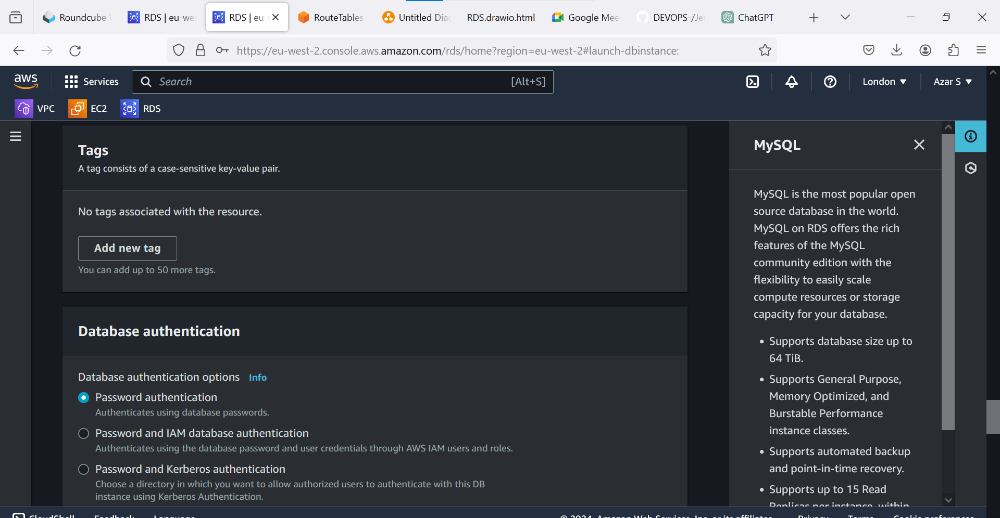 Roundcube
RDS | eu-we
RDS | eu-
RouteTables
Untitled Dia
RDS.drawio.html
Google Mee
DEVOPS-/Je
ChatGPT
https://eu-west-2.console.aws.amazon.com/rds/home?region=eu-west-2#launch-dbinstance:
aws
Services
Search
[Alt+S]
London
Azar S
VPC
EC2
RDS
Tags
A tag consists of a case-sensitive key-value pair.
No tags associated with the resource.
Add new tag
You can add up to 50 more tags.
Database authentication
Database authentication options Info
Password authentication
Authenticates using database passwords.
Password and IAM database authentication
Authenticates using the database password and user credentials through AWS IAM users and roles.
Password and Kerberos authentication
Choose a directory in which you want to allow authorized users to authenticate with this DB
instance using Kerberos Authentication.
MySQL
MySQL is the most popular open
source database in the world.
MySQL on RDS offers the rich
features of the MySQL
community edition with the
flexibility to easily scale
compute resources or storage
capacity for your database.
• Supports database size up to
64 TiB.
• Supports General Purpose,
Memory Optimized, and
Burstable Performance
instance classes.
• Supports automated backup
and point-in-time recovery.
• Supports up to 15 Read
Replicas per instance, within
CloudShell
Feedback
Language
© 2024, Amazon Web Services, Inc. or its affiliates.
Privacy
Terms
Cookie preferences